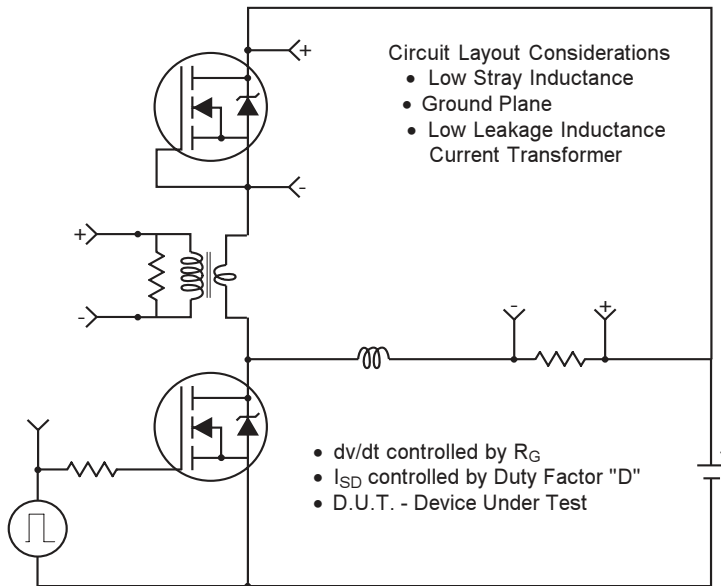 +
Circuit Layout Considerations
• Low Stray Inductance
• Ground Plane
• Low Leakage Inductance
Current Transformer
-
+
-
-
+
• dv/dt controlled by RG
• ISD controlled by Duty Factor "D"
• D.U.T. - Device Under Test